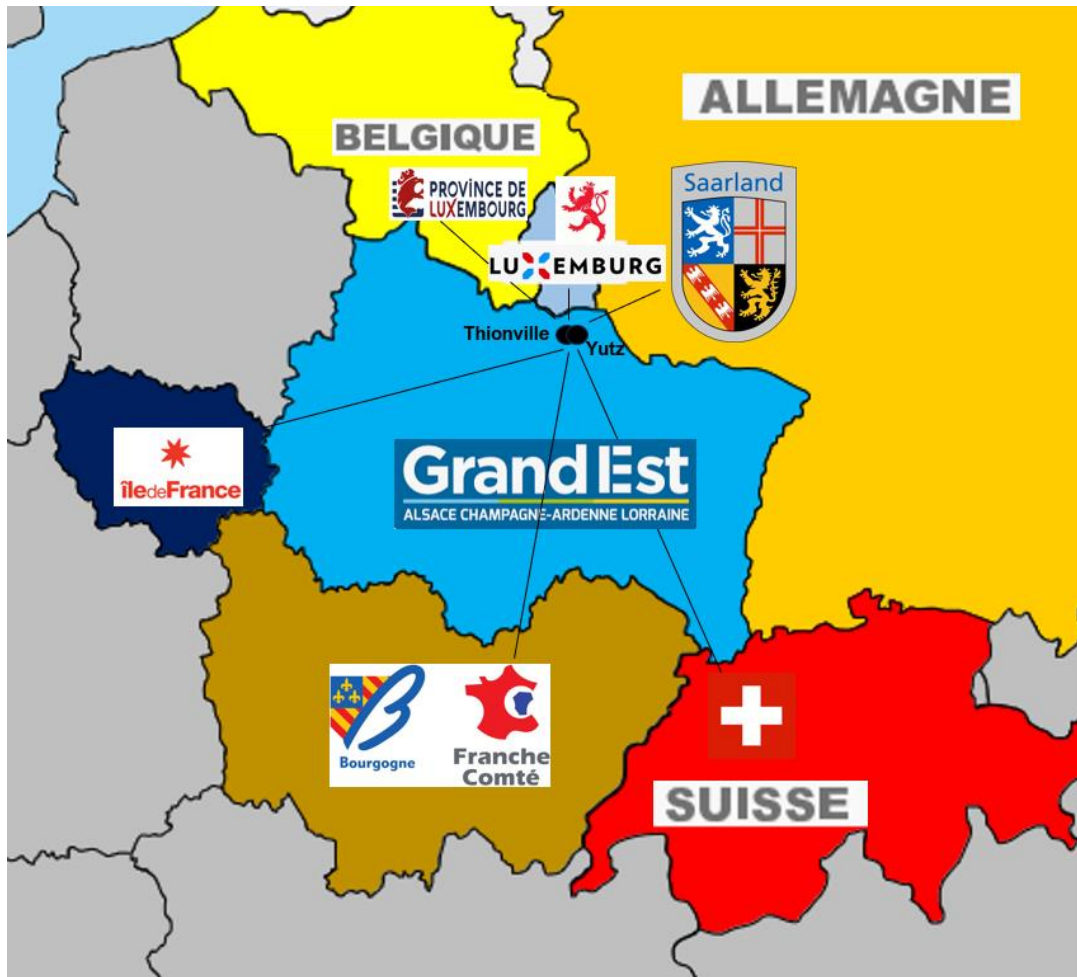 ALLEMAGNE
BELGIQUE
PROVINCE DE
LUXEMBOURG
Saarland
LUXEMBURG
Thionville
Yutz
îledeFrance
Grand Est
ALSACE CHAMPAGNE-ARDENNE LORRAINE
B
Bourgogne
Franche
Comté
SUISSE